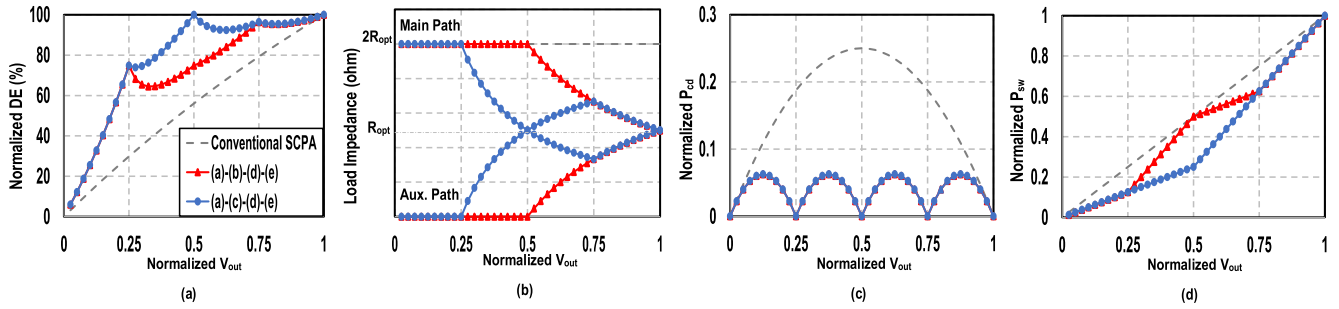 100
80
60
40
20
0
Normalized DE (%)
Conventional SCPA
(a)-(b)-(d)-(e)
(a)-(c)-(d)-(e)
0 0.25 0.5 0.75 1
Normalized Vout
(a)
Load Impedance (ohm)
2Ropt
Ropt
Main Path
Aux. Path
0 0.25 0.5 0.75 1
Normalized Vout
(b)
Normalized Pcd
0.3
0.2
0.1
0
0 0.25 0.5 0.75 1
Normalized Vout
(c)
Normalized Psw
1
0.8
0.6
0.4
0.2
0
0 0.25 0.5 0.75 1
Normalized Vout
(d)